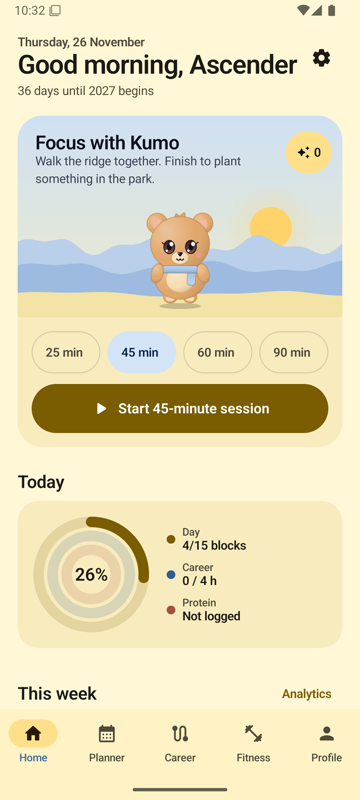 10:32
Thursday, 26 November
Good morning, Ascender
36 days until 2027 begins
Focus with Kumo
Walk the ridge together. Finish to plant
something in the park.
0
25 min
45 min
60 min
90 min
Start 45-minute session
Today
26%
Day
4/15 blocks
Career
0 / 4 h
Protein
Not logged
This week
Analytics
Home
Planner
Career
Fitness
Profile